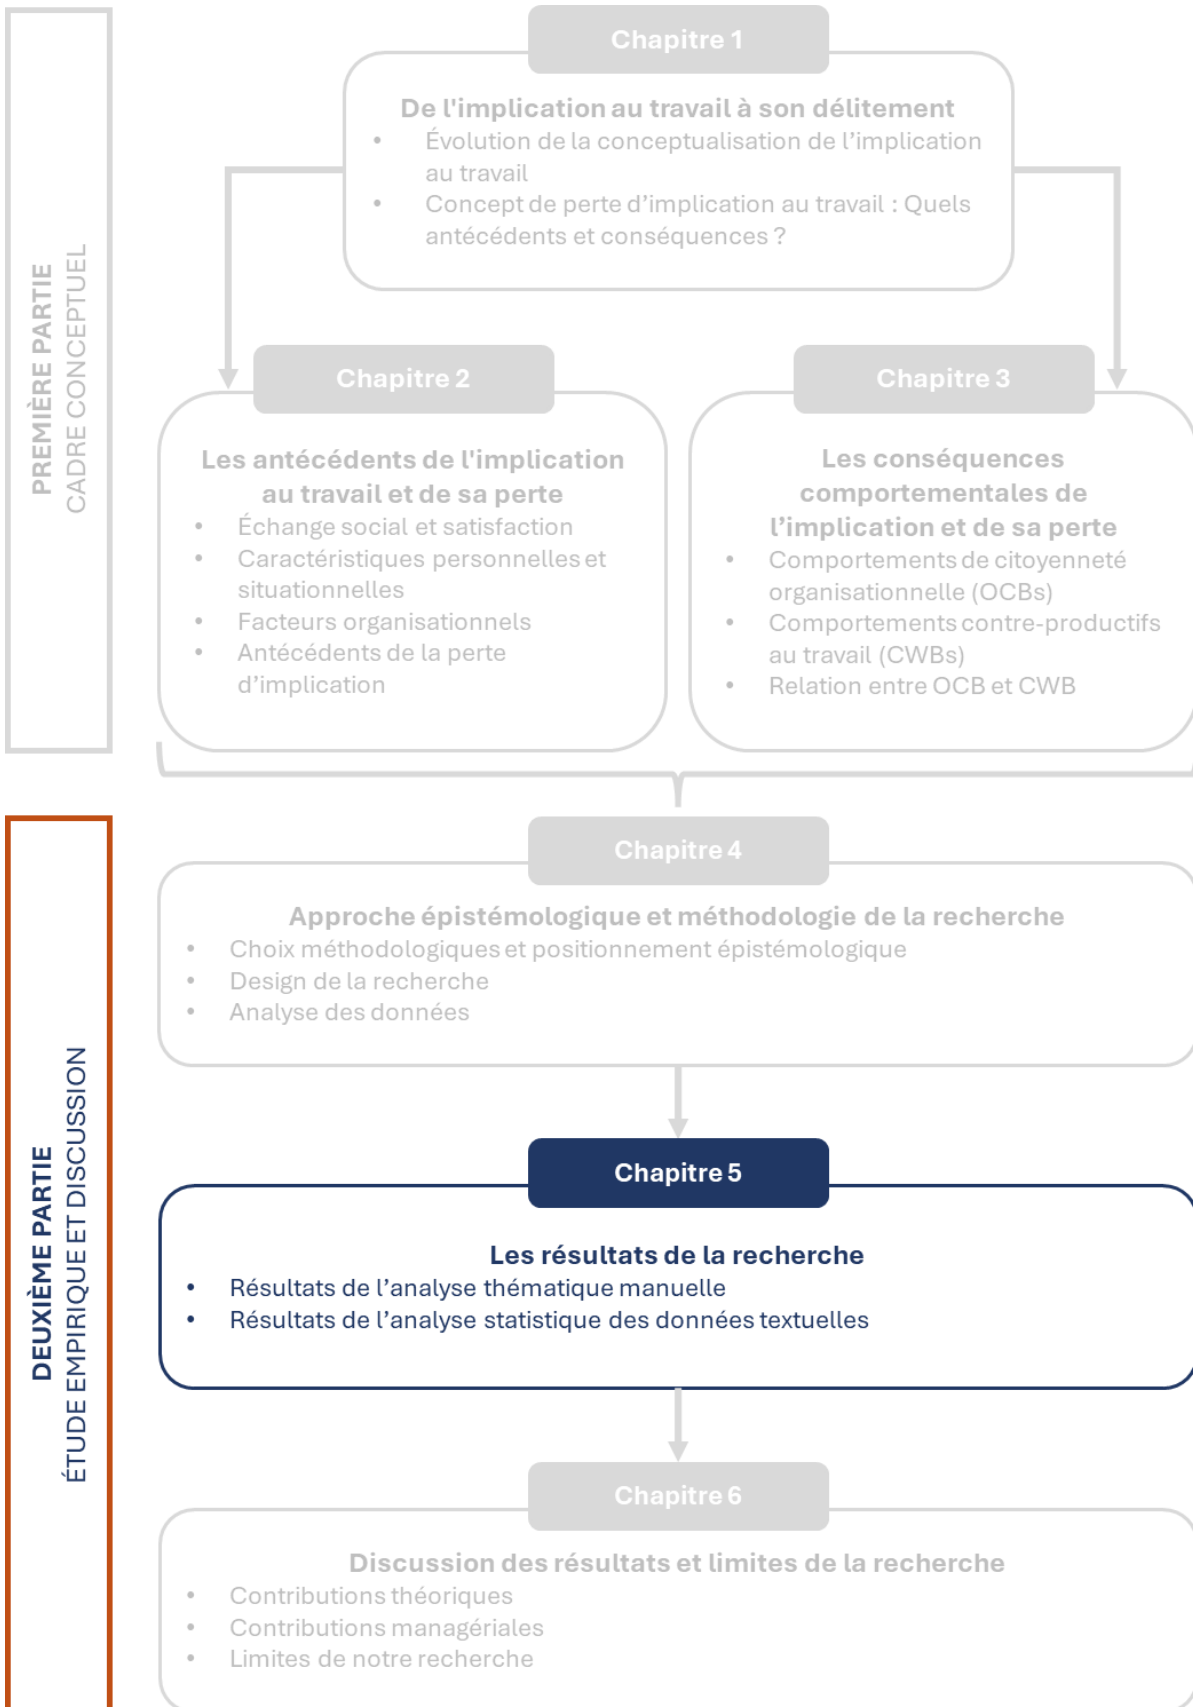 PREMIÈRE PARTIE
CADRE CONCEPTUEL
Chapitre 1
De l'implication au travail à son délitement
• Évolution de la conceptualisation de l’implication
au travail
• Concept de perte d’implication au travail : Quels
antécédents et conséquences ?
Chapitre 2
Les antécédents de l'implication
au travail et de sa perte
• Échange social et satisfaction
• Caractéristiques personnelles et
situationnelles
• Facteurs organisationnels
• Antécédents de la perte
d’implication
Chapitre 3
Les conséquences
comportementales de
l’implication et de sa perte
• Comportements de citoyenneté
organisationnelle (OCBs)
• Comportements contre-productifs
au travail (CWBs)
• Relation entre OCB et CWB
DEUXIÈME PARTIE
ÉTUDE EMPIRIQUE ET DISCUSSION
Chapitre 4
Approche épistémologique et méthodologie de la recherche
• Choix méthodologiques et positionnement épistémologique
• Design de la recherche
• Analyse des données
Chapitre 5
Les résultats de la recherche
• Résultats de l’analyse thématique manuelle
• Résultats de l’analyse statistique des données textuelles
Chapitre 6
Discussion des résultats et limites de la recherche
• Contributions théoriques
• Contributions managériales
• Limites de notre recherche